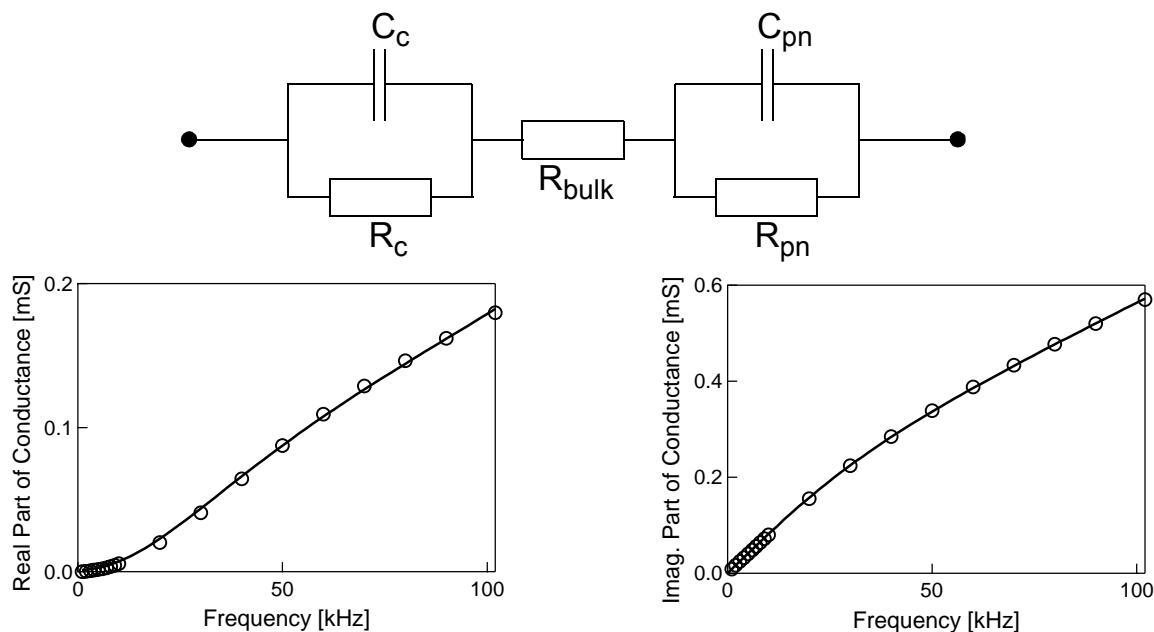 C_c
C_pn
R_bulk
R_c
R_pn
Real Part of Conductance [mS]
0.2
0.1
0.0
0
50
100
Frequency [kHz]
Imag. Part of Conductance [mS]
0.6
0.4
0.2
0.0
0
50
100
Frequency [kHz]